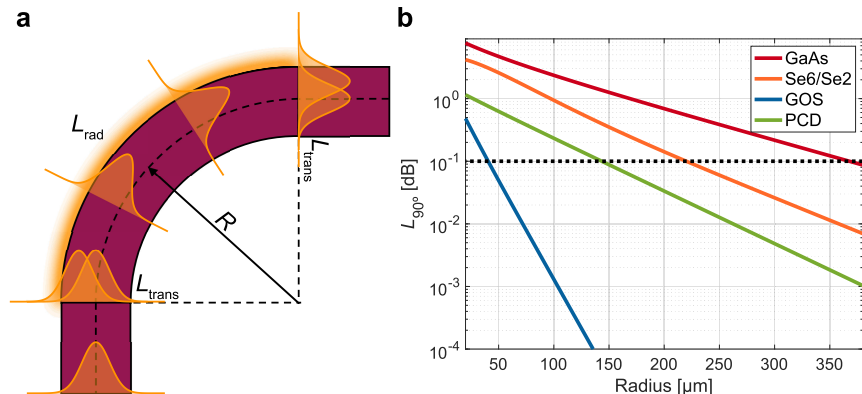 a
L_rad
L_trans
R
L_trans
b
L_90º [dB]
10^0
10^-1
10^-2
10^-3
10^-4
50 100 150 200 250 300 350
Radius [µm]
GaAs
Se6/Se2
GOS
PCD